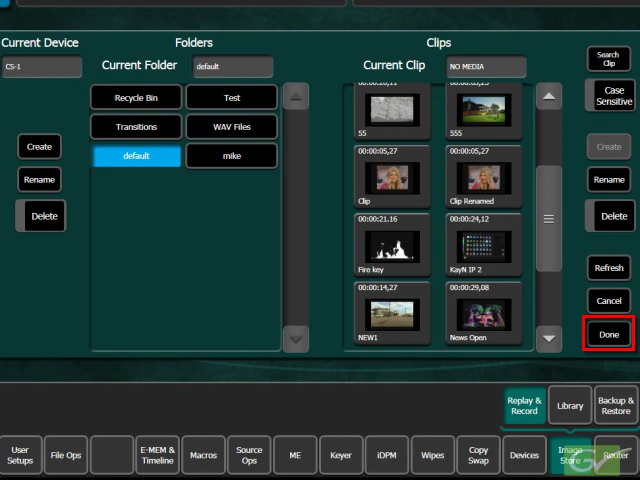 Current Device
Folders
Clips
CS-1
Current Folder
default
Current Clip
NO MEDIA
Search Clip
Case Sensitive
Recycle Bin
Test
Transitions
WAV Files
default
mike
Create
Rename
Delete
55
555
00:00:05,27
00:00:05,27
Clip
Clip Renamed
00:00:21.16
00:00:24,12
Fire key
KayN IP 2
00:00:14,27
00:00:29,08
NEW1
News Open
Create
Rename
Delete
Refresh
Cancel
Done
Replay & Record
Library
Backup & Restore
User Setups
File Ops
E-MEM & Timeline
Macros
Source Ops
ME
Keyer
iDPM
Wipes
Copy Swap
Devices
Image Store
Router